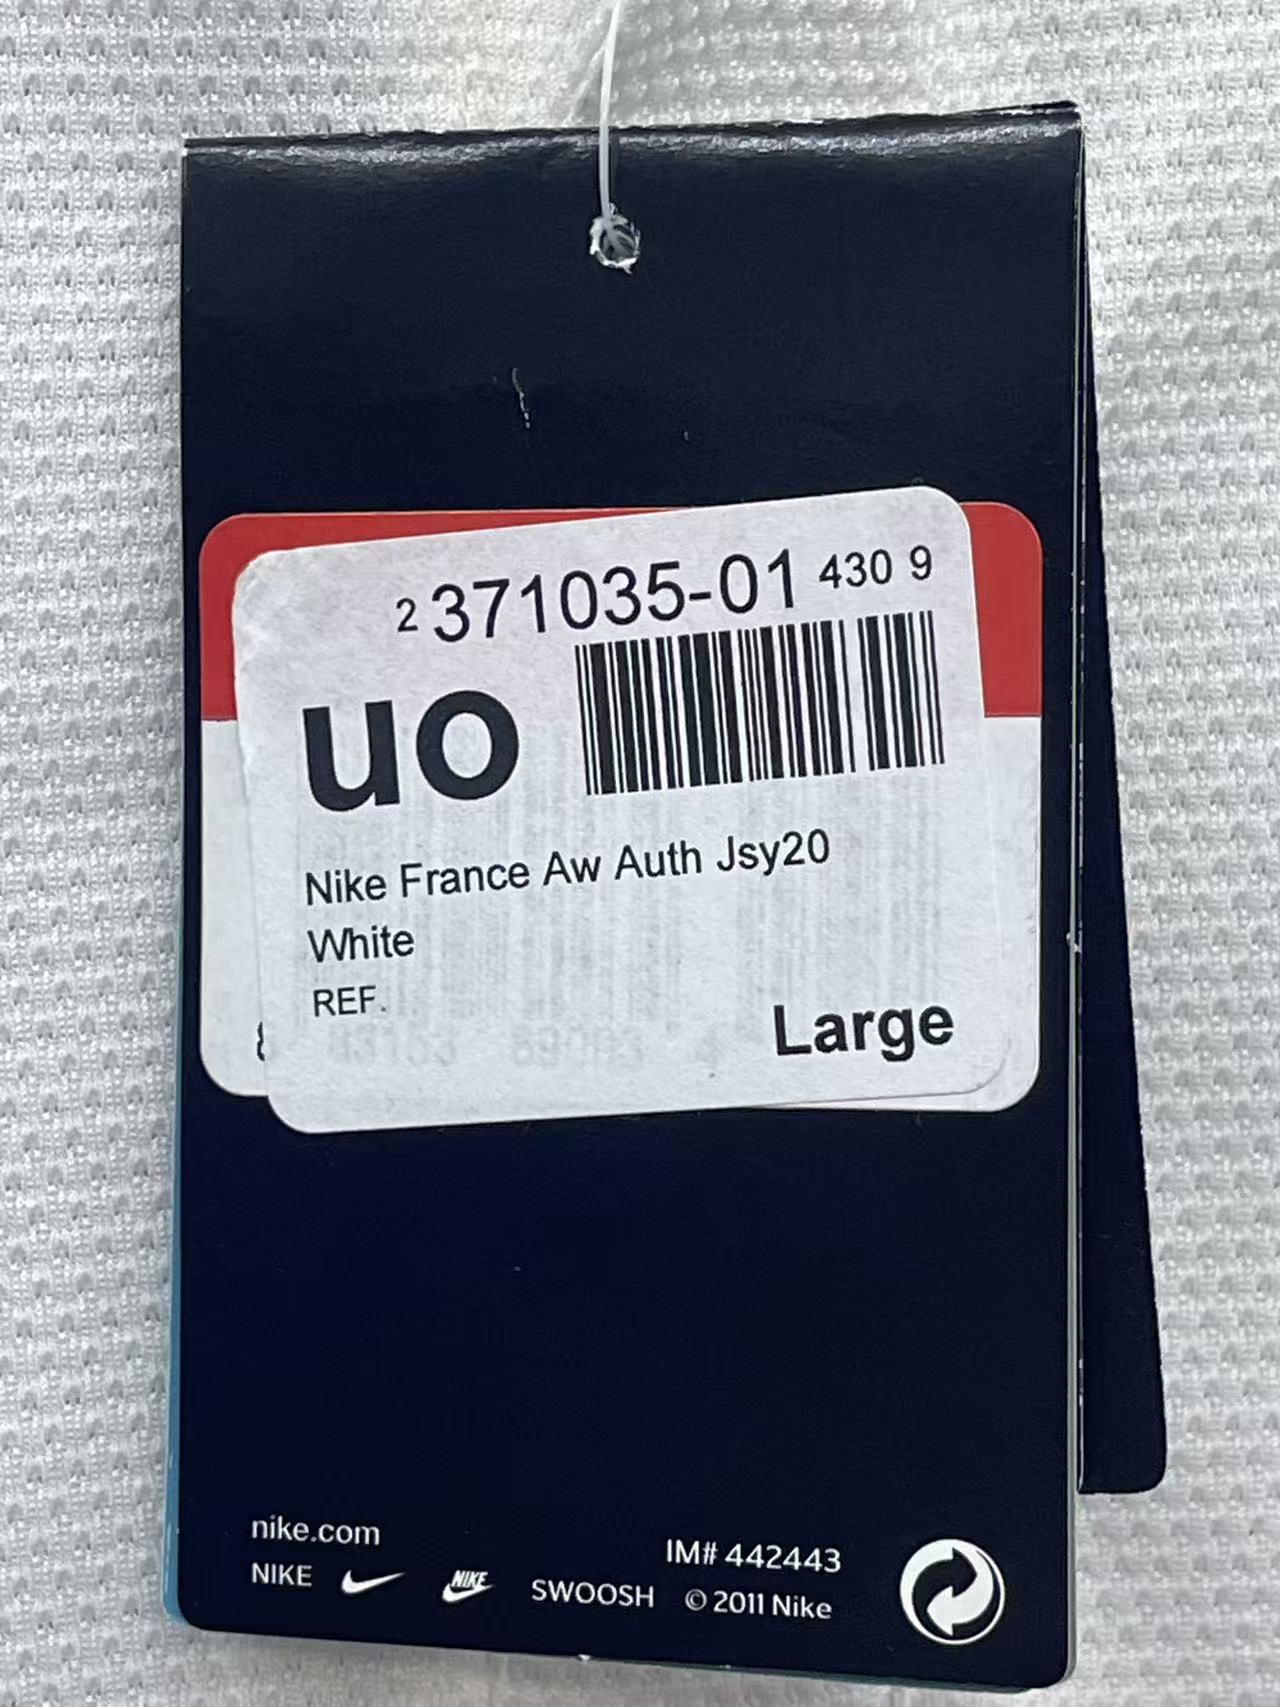 2 371035-01 430 9
uo
Nike France Aw Auth Jsy20
White
REF.
Large
nike.com
NIKE NIKE SWOOSH
IM# 442443
© 2011 Nike